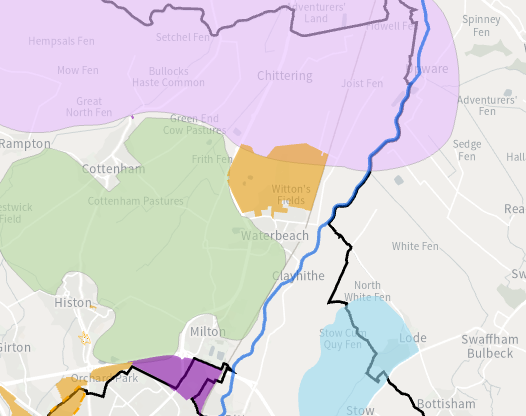 Adventurers'
Land
Spinney
Fen
Hempsals Fen
Setchel Fen
Tidwell Fen
Mow Fen
Bullocks
Haste Common
Chittering
Joist Fen
Upware
Great
North Fen
Adventurers'
Fen
Green End
Cow Pastures
Rampton
Frith Fen
Sedge
Fen
Cottenham
Witton's
Fields
Cottenham Pastures
Field
Waterbeach
White Fen
Clayhithe
North
White Fen
Histon
Milton
Stow Cum
Quy Fen
Lode
Swaffham
Bulbeck
Girton
Orchard Park
Stow
Bottisham